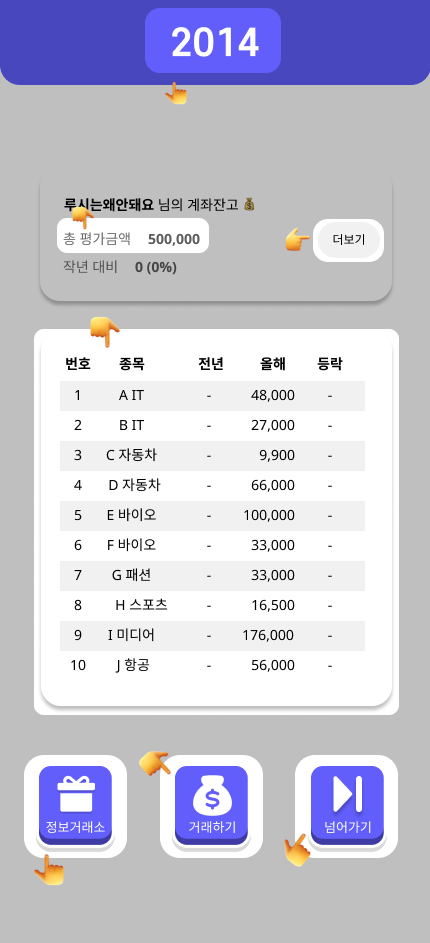 2014
루시는왜안돼요 님의 계좌잔고
총 평가금액 500,000
더보기
작년 대비 0 (0%)
번호 종목 전년 올해 등락
1 A IT - 48,000 -
2 B IT - 27,000 -
3 C 자동차 - 9,900 -
4 D 자동차 - 66,000 -
5 E 바이오 - 100,000 -
6 F 바이오 - 33,000 -
7 G 패션 - 33,000 -
8 H 스포츠 - 16,500 -
9 I 미디어 - 176,000 -
10 J 항공 - 56,000 -
정보거래소 거래하기 넘어가기